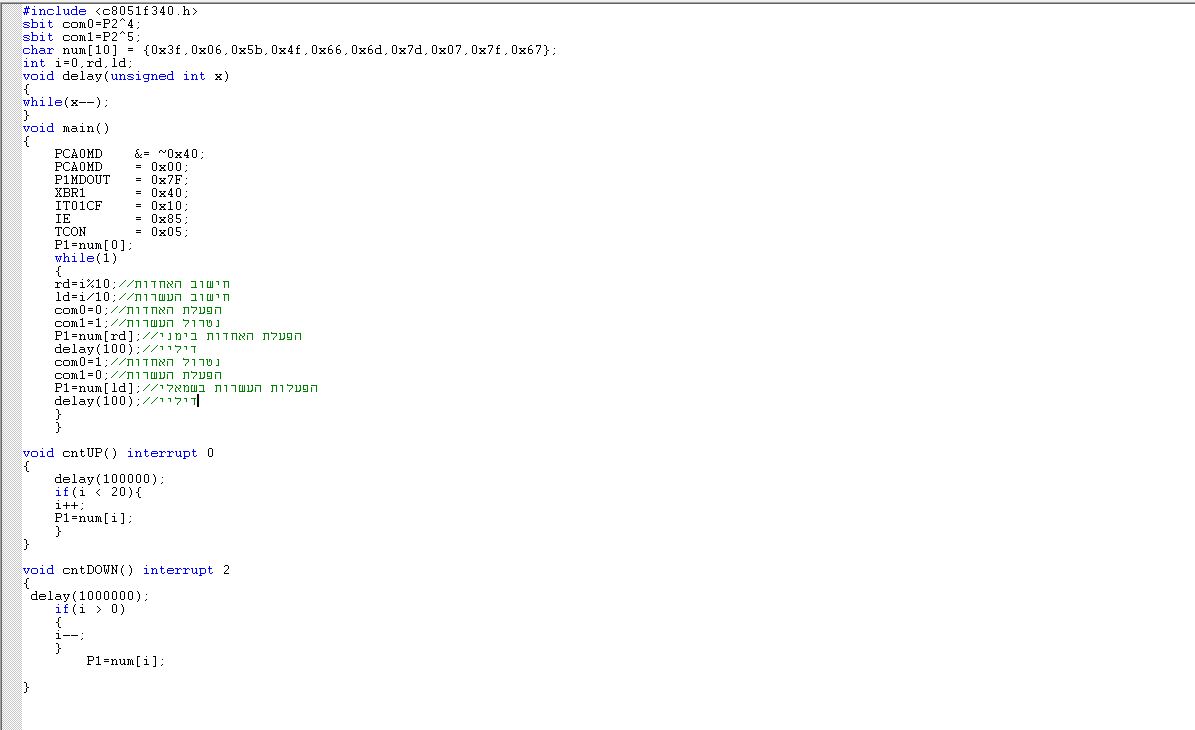 #include <c8051f340.h>
sbit com0=P2^4;
sbit com1=P2^5;
char num[10] = {0x3f,0x06,0x5b,0x4f,0x66,0x6d,0x7d,0x07,0x7f,0x67};
int i=0,rd,ld;
void delay(unsigned int x)
{
while(x--);
}
void main()
{
    PCA0MD    &= ~0x40;
    PCA0MD    = 0x00;
    P1MDOUT   = 0x7F;
    XBR1      = 0x40;
    IT01CF    = 0x10;
    IE        = 0x85;
    TCON      = 0x05;
    P1=num[0];
    while(1)
    {
    rd=i%10;//חישוב האחדות
    ld=i/10;//חישוב העשרות
    com0=0;//הפעלת האחדות
    com1=1;//נטרול העשרות
    P1=num[rd];//הפעלת האחדות בימני
    delay(100);//דיליי
    com0=1;//נטרול האחדות
    com1=0;//הפעלת העשרות
    P1=num[ld];//הפעלות העשרות בשמאלי
    delay(100);//דיליי
    }
    }
void cntUP() interrupt 0
{
    delay(100000);
    if(i < 20){
    i++;
    P1=num[i];
    }
}
void cntDOWN() interrupt 2
{
 delay(1000000);
    if(i > 0)
    {
    i--;
    }
        P1=num[i];
}